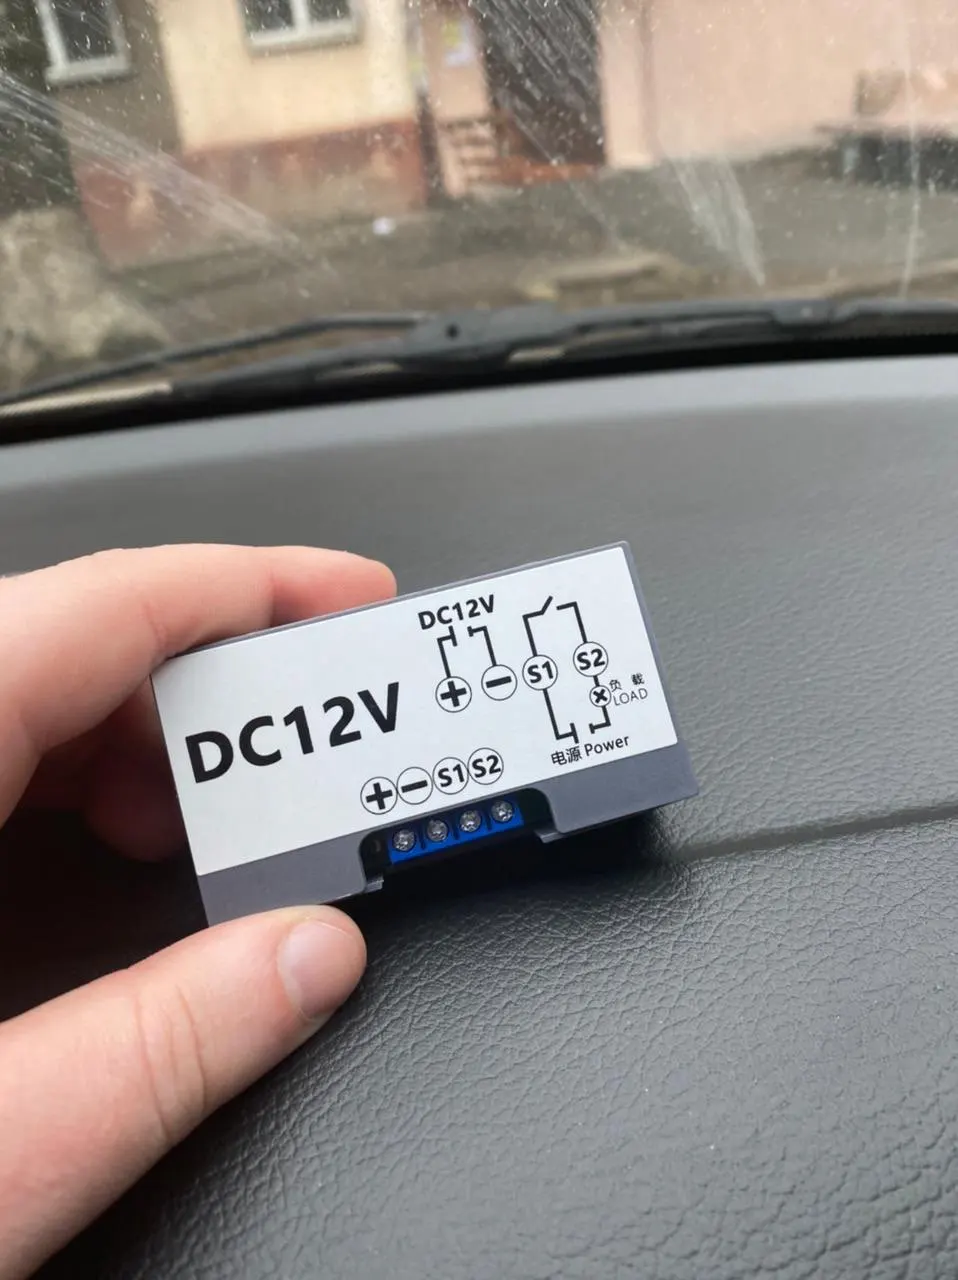 DC12V
DC12V
+ −
S1 S2
负载
LOAD
电源 Power
+ − S1 S2